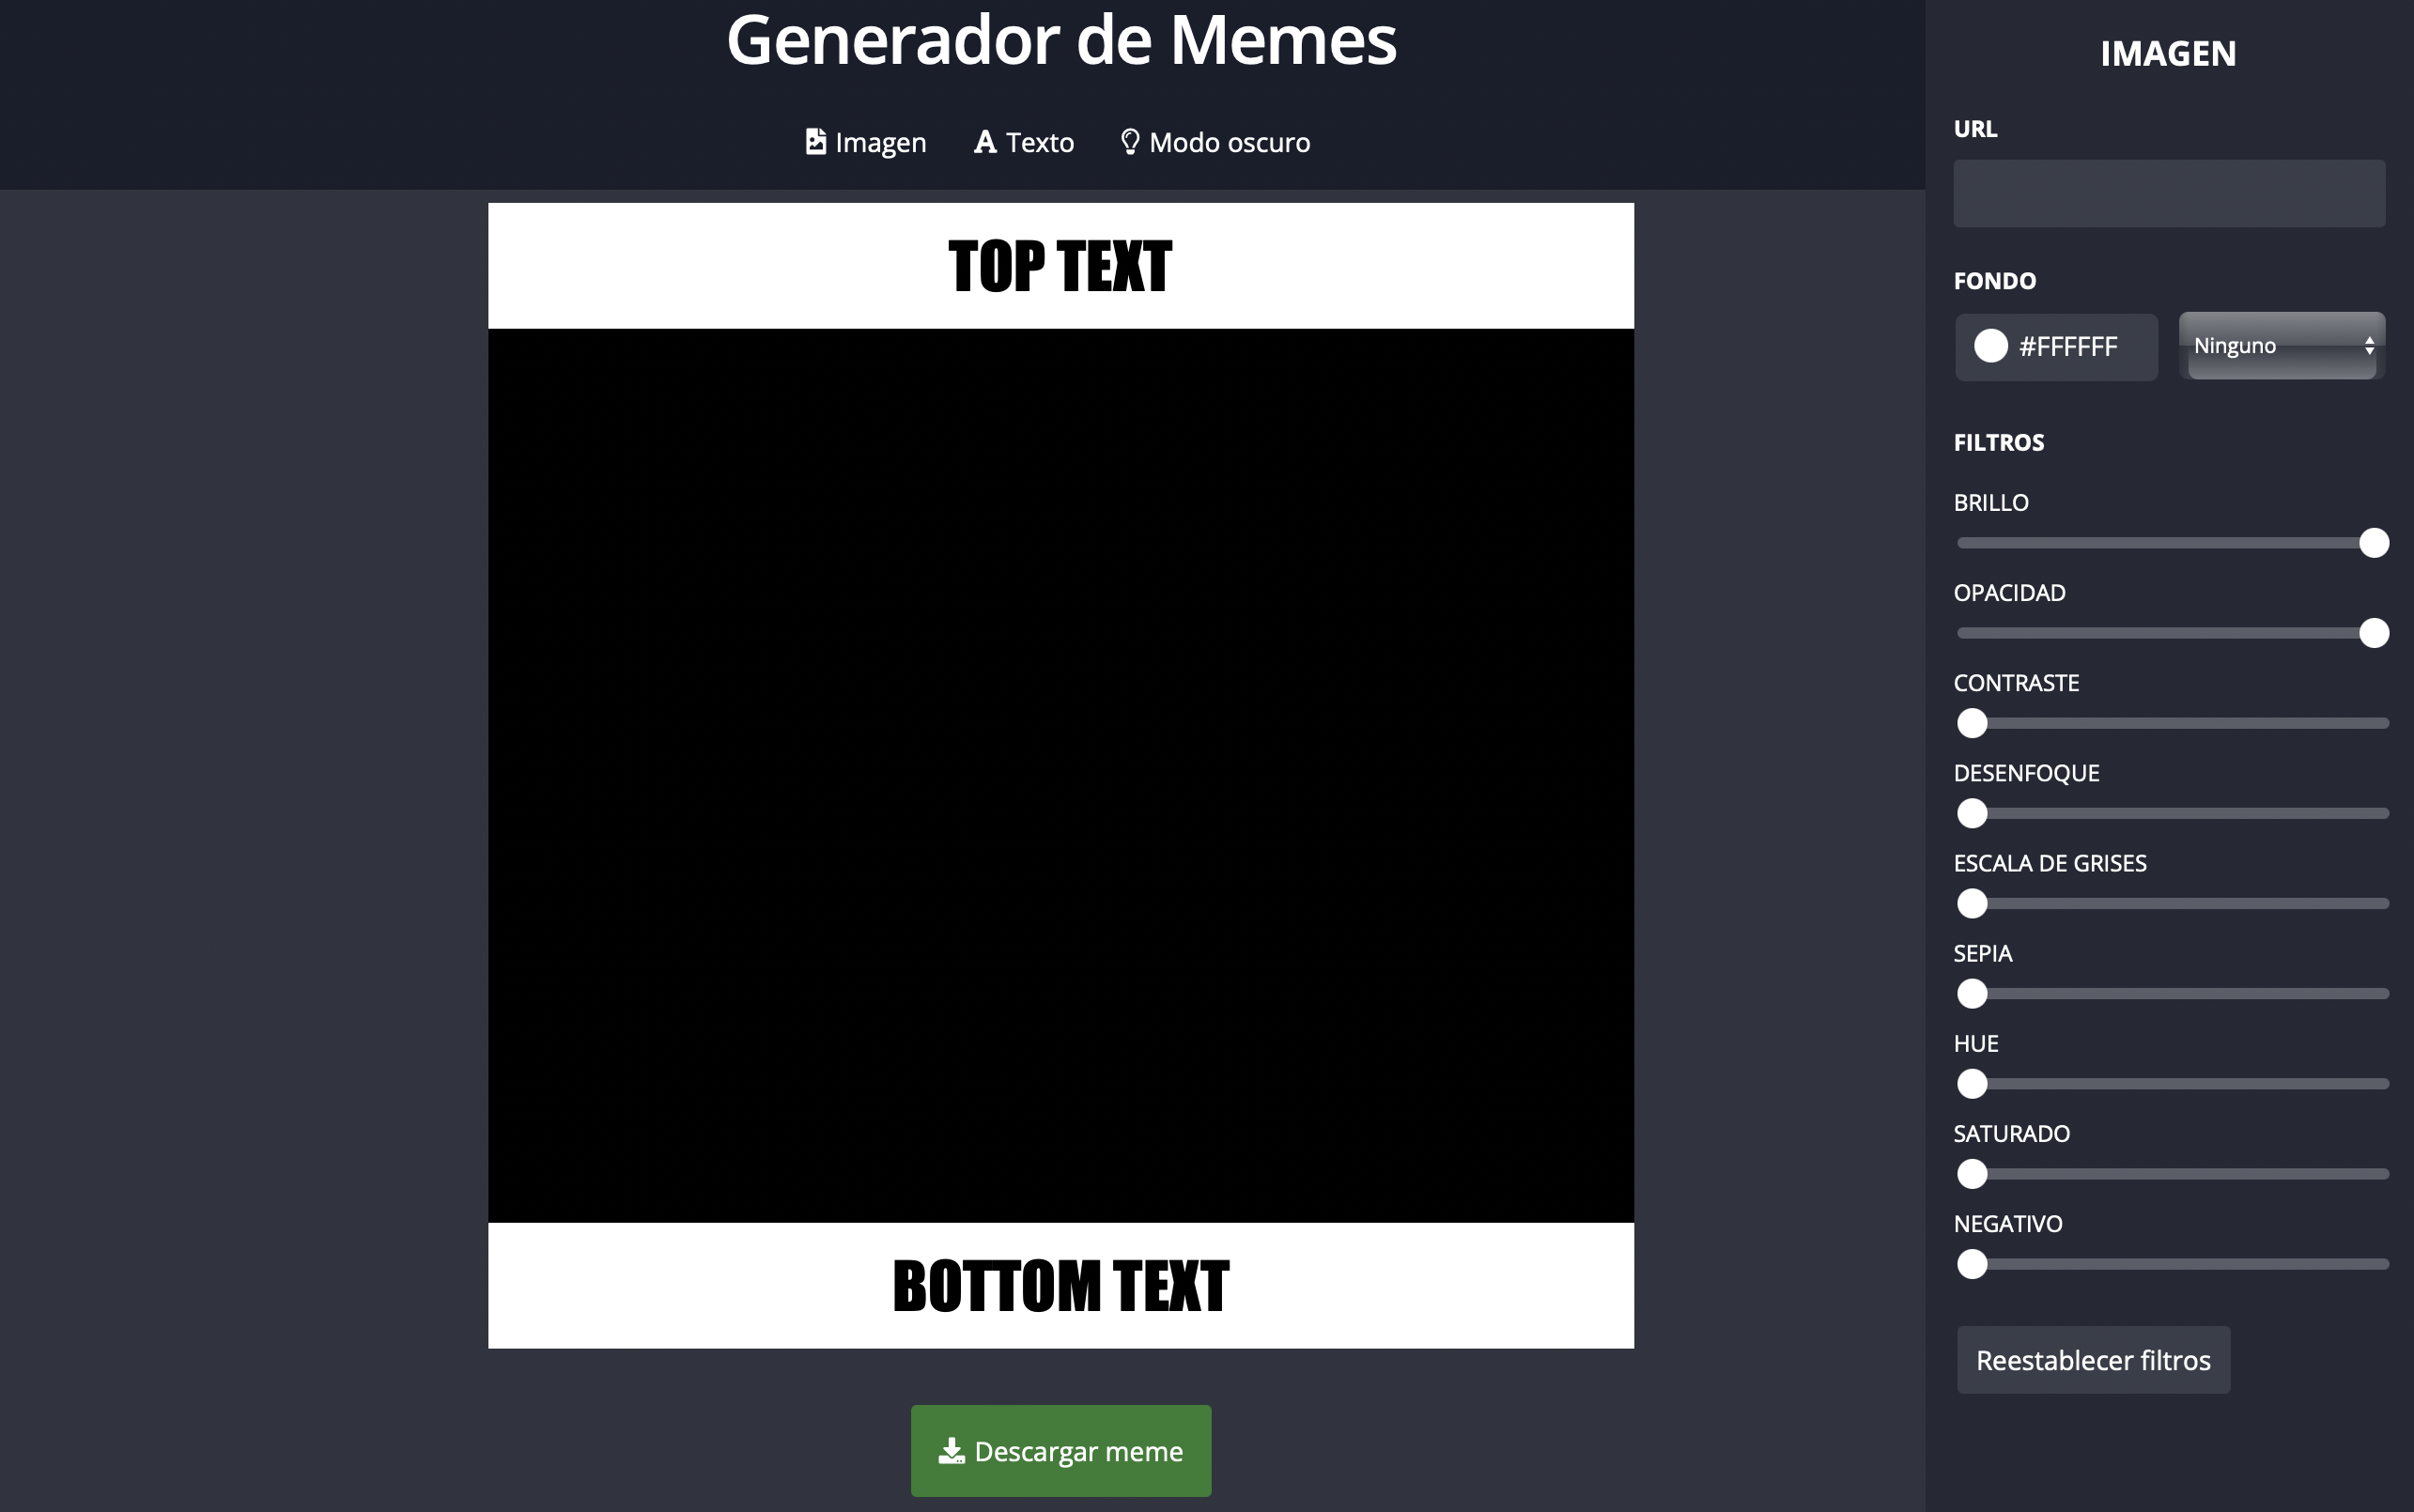 Generador de Memes
Imagen
Texto
Modo oscuro
TOP TEXT
BOTTOM TEXT
Descargar meme
IMAGEN
URL
FONDO
#FFFFFF
Ninguno
FILTROS
BRILLO
OPACIDAD
CONTRASTE
DESENFOQUE
ESCALA DE GRISES
SEPIA
HUE
SATURADO
NEGATIVO
Reestablecer filtros